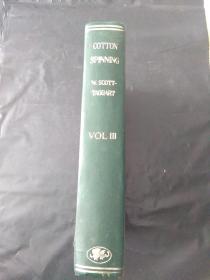 COTTON
SPINNING
W. SCOTT-
TAGGART
VOL III